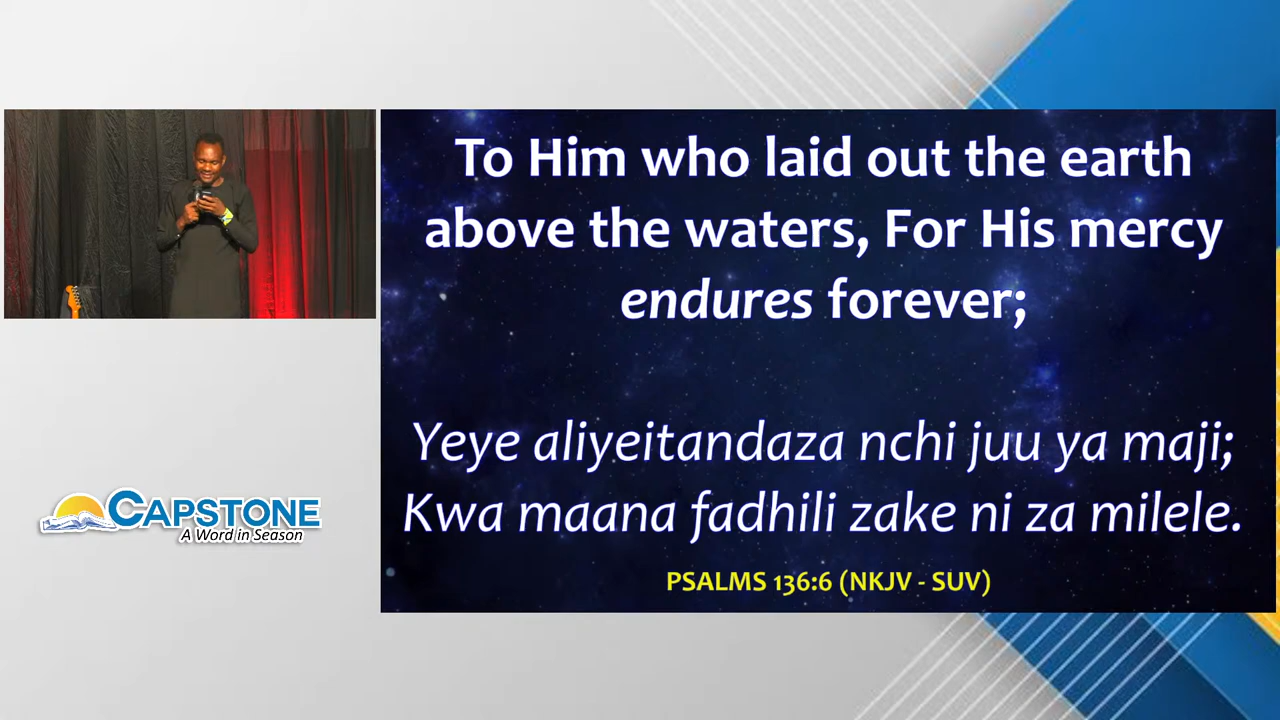 To Him who laid out the earth
above the waters, For His mercy
endures forever;
Yeye aliyeitandaza nchi juu ya maji;
Kwa maana fadhili zake ni za milele.
PSALMS 136:6 (NKJV - SUV)
CAPSTONE
A Word in Season